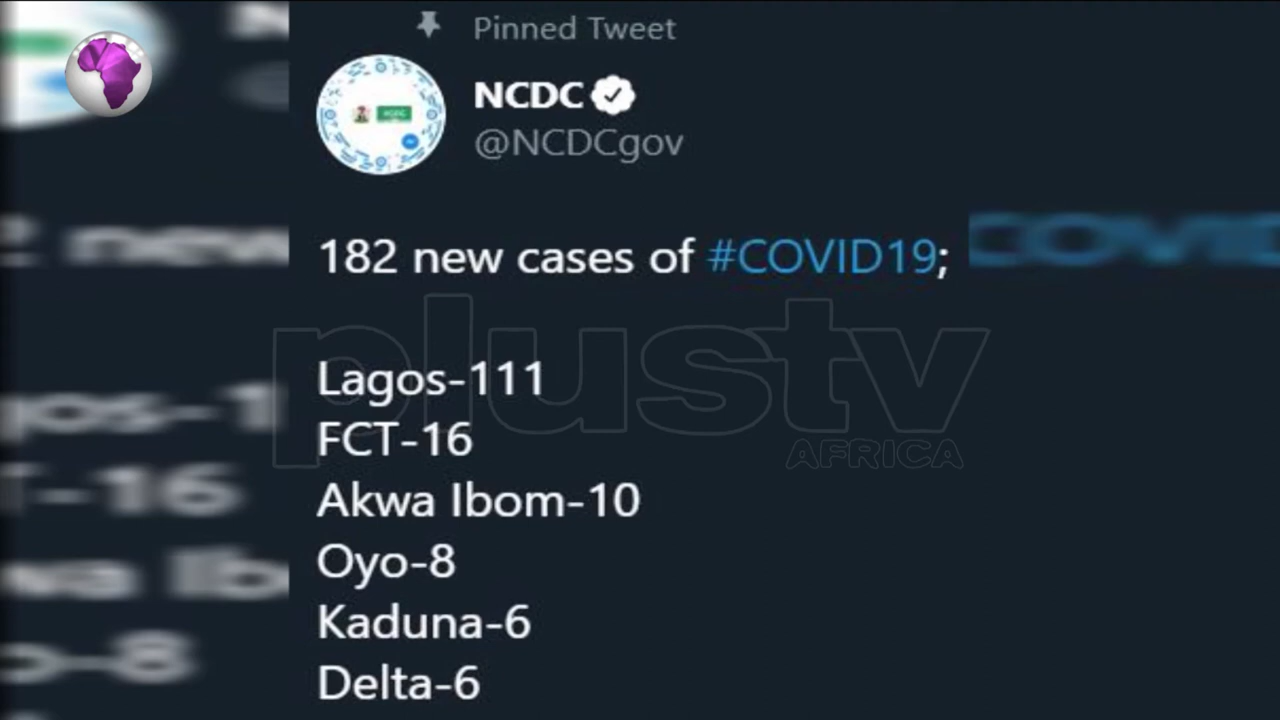 Pinned Tweet
NCDC
@NCDCgov
182 new cases of #COVID19;
Lagos-111
FCT-16
Akwa Ibom-10
Oyo-8
Kaduna-6
Delta-6
plustv
AFRICA